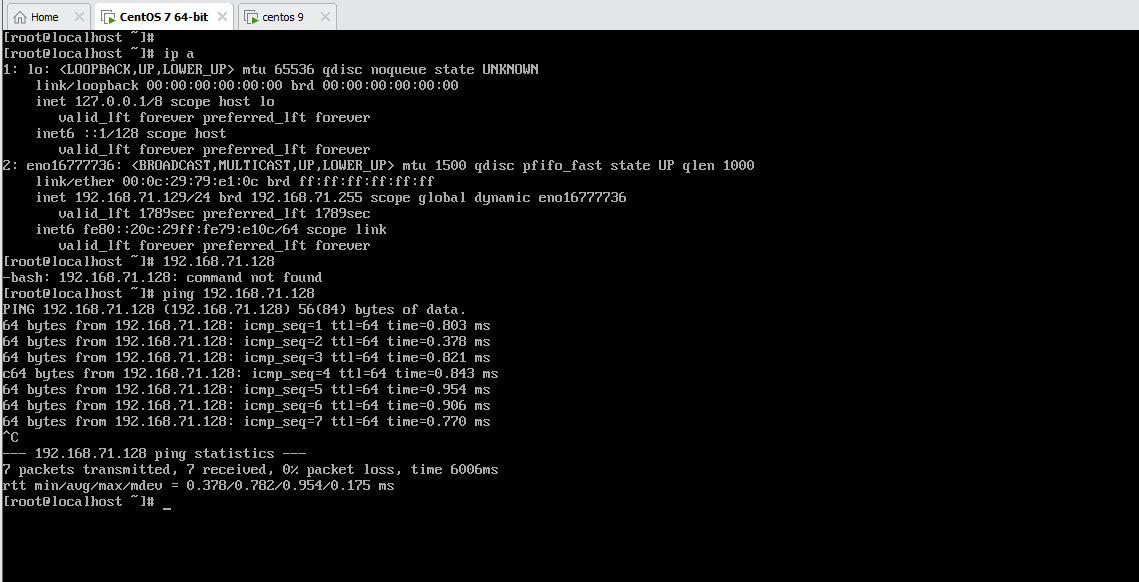 Home CentOS 7 64-bit centos 9
[root@localhost ~]#
[root@localhost ~]# ip a
1: lo: <LOOPBACK,UP,LOWER_UP> mtu 65536 qdisc noqueue state UNKNOWN
    link/loopback 00:00:00:00:00:00 brd 00:00:00:00:00:00
    inet 127.0.0.1/8 scope host lo
       valid_lft forever preferred_lft forever
    inet6 ::1/128 scope host
       valid_lft forever preferred_lft forever
2: eno16777736: <BROADCAST,MULTICAST,UP,LOWER_UP> mtu 1500 qdisc pfifo_fast state UP qlen 1000
    link/ether 00:0c:29:79:e1:0c brd ff:ff:ff:ff:ff:ff
    inet 192.168.71.129/24 brd 192.168.71.255 scope global dynamic eno16777736
       valid_lft 1789sec preferred_lft 1789sec
    inet6 fe80::20c:29ff:fe79:e10c/64 scope link
       valid_lft forever preferred_lft forever
[root@localhost ~]# 192.168.71.128
-bash: 192.168.71.128: command not found
[root@localhost ~]# ping 192.168.71.128
PING 192.168.71.128 (192.168.71.128) 56(84) bytes of data.
64 bytes from 192.168.71.128: icmp_seq=1 ttl=64 time=0.803 ms
64 bytes from 192.168.71.128: icmp_seq=2 ttl=64 time=0.378 ms
64 bytes from 192.168.71.128: icmp_seq=3 ttl=64 time=0.821 ms
c64 bytes from 192.168.71.128: icmp_seq=4 ttl=64 time=0.843 ms
64 bytes from 192.168.71.128: icmp_seq=5 ttl=64 time=0.954 ms
64 bytes from 192.168.71.128: icmp_seq=6 ttl=64 time=0.906 ms
64 bytes from 192.168.71.128: icmp_seq=7 ttl=64 time=0.770 ms
^C
--- 192.168.71.128 ping statistics ---
7 packets transmitted, 7 received, 0% packet loss, time 6006ms
rtt min/avg/max/mdev = 0.378/0.782/0.954/0.175 ms
[root@localhost ~]# _